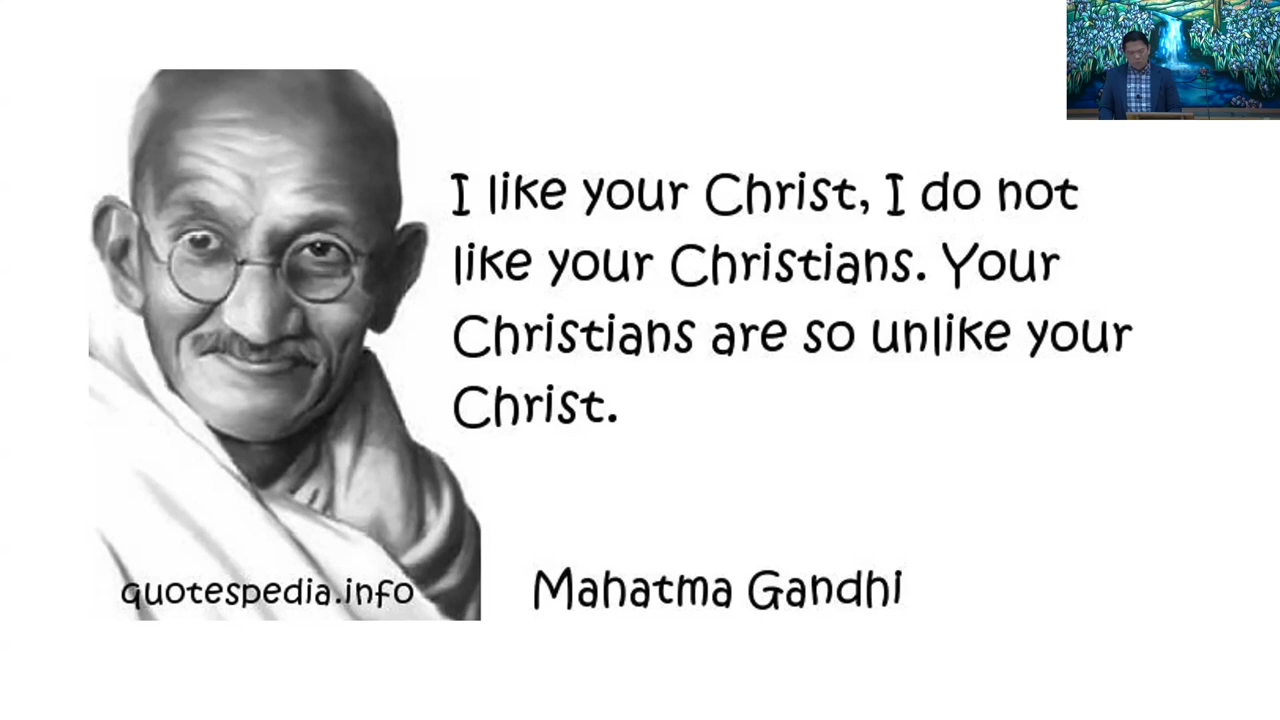 I like your Christ, I do not
like your Christians. Your
Christians are so unlike your
Christ.
quotespedia.info
Mahatma Gandhi